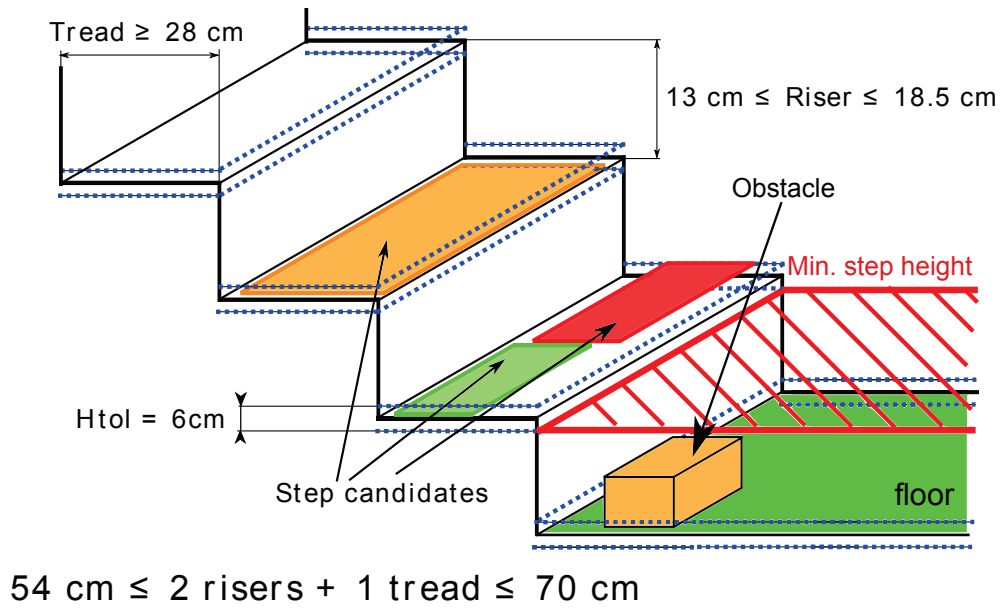 Tread ≥ 28 cm
13 cm ≤ Riser ≤ 18.5 cm
Obstacle
Min. step height
Htol = 6cm
Step candidates
floor
54 cm ≤ 2 risers + 1 tread ≤ 70 cm